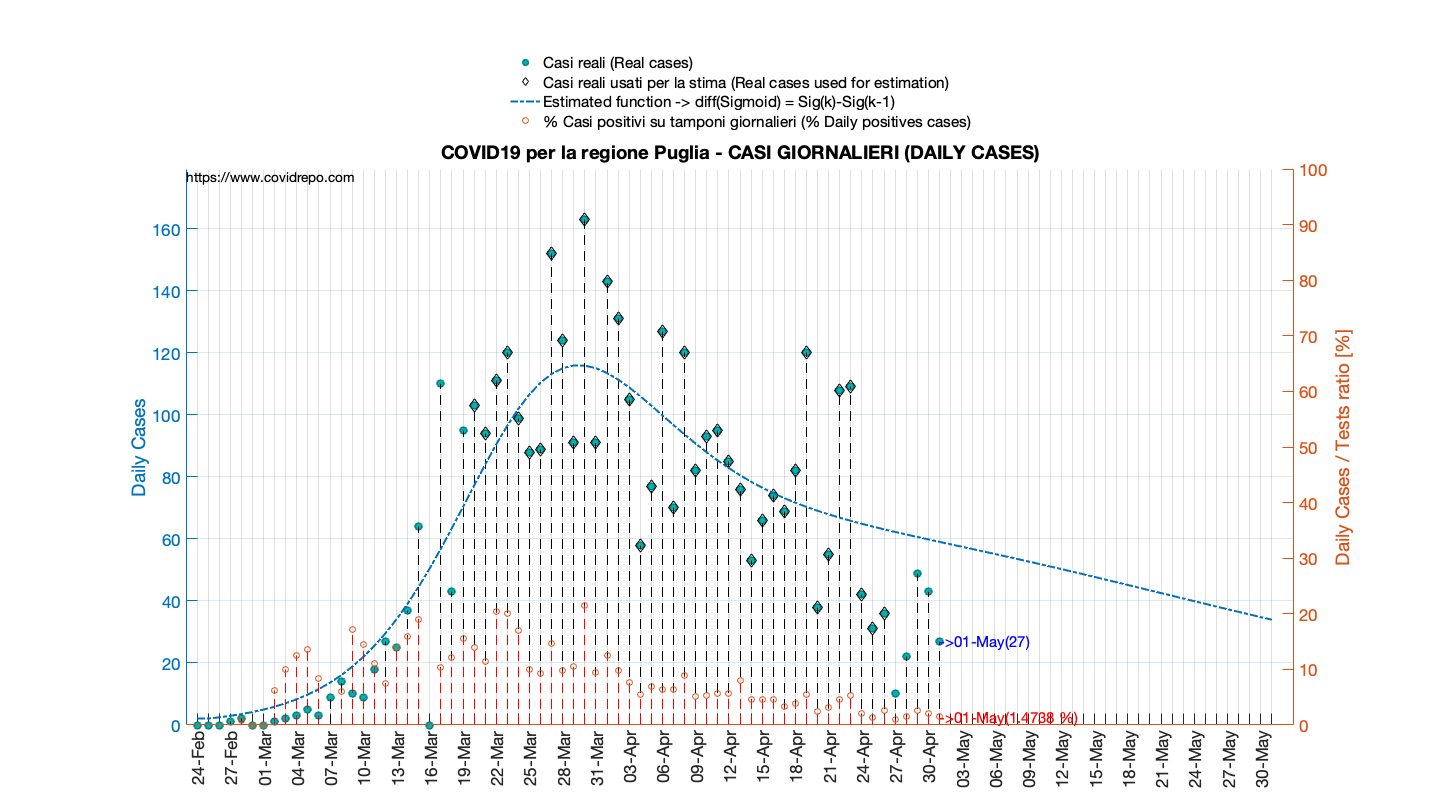 Casi reali (Real cases)
Casi reali usati per la stima (Real cases used for estimation)
Estimated function -> diff(Sigmoid) = Sig(k)-Sig(k-1)
% Casi positivi su tamponi giornalieri (% Daily positives cases)
COVID19 per la regione Puglia - CASI GIORNALIERI (DAILY CASES)
https://www.covidrepo.com
Daily Cases
160
140
120
100
80
60
40
20
0
100
90
80
70
60
50
40
30
20
10
0
Daily Cases / Tests ratio [%]
->01-May(27)
->01-May(1.4738 %)
24-Feb
27-Feb
01-Mar
04-Mar
07-Mar
10-Mar
13-Mar
16-Mar
19-Mar
22-Mar
25-Mar
28-Mar
31-Mar
03-Apr
06-Apr
09-Apr
12-Apr
15-Apr
18-Apr
21-Apr
24-Apr
27-Apr
30-Apr
03-May
06-May
09-May
12-May
15-May
18-May
21-May
24-May
27-May
30-May